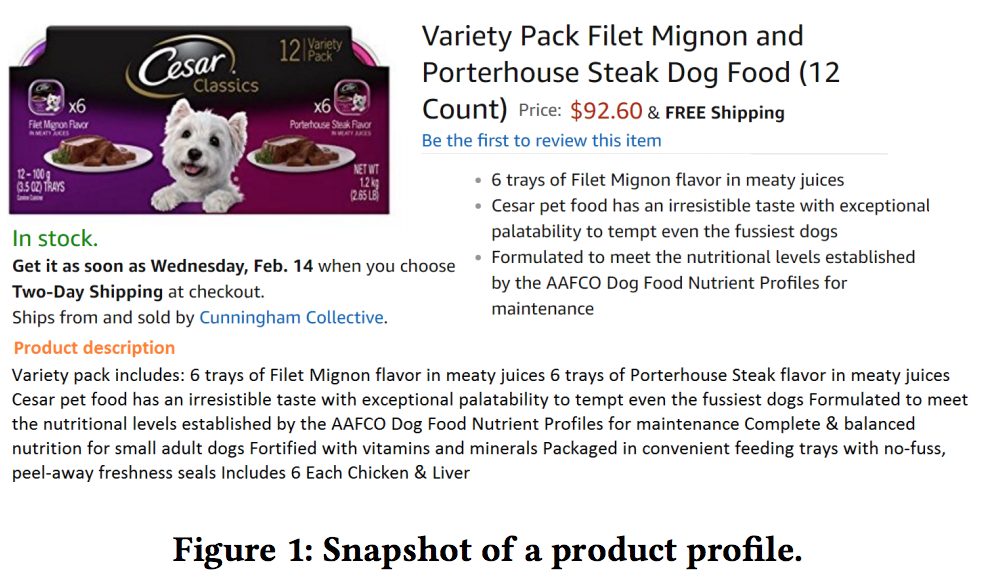 Cesar
Classics
12 Variety Pack
x6
Filet Mignon Flavor
IN MEATY JUICES
x6
Porterhouse Steak Flavor
IN MEATY JUICES
12 – 100 g
(3.5 OZ) TRAYS
Canine Cuisine
NET WT
1.2 kg
(2.65 LB)
Variety Pack Filet Mignon and
Porterhouse Steak Dog Food (12
Count) Price: $92.60 & FREE Shipping
Be the first to review this item
• 6 trays of Filet Mignon flavor in meaty juices
• Cesar pet food has an irresistible taste with exceptional
palatability to tempt even the fussiest dogs
• Formulated to meet the nutritional levels established
by the AAFCO Dog Food Nutrient Profiles for
maintenance
In stock.
Get it as soon as Wednesday, Feb. 14 when you choose
Two-Day Shipping at checkout.
Ships from and sold by Cunningham Collective.
Product description
Variety pack includes: 6 trays of Filet Mignon flavor in meaty juices 6 trays of Porterhouse Steak flavor in meaty juices
Cesar pet food has an irresistible taste with exceptional palatability to tempt even the fussiest dogs Formulated to meet
the nutritional levels established by the AAFCO Dog Food Nutrient Profiles for maintenance Complete & balanced
nutrition for small adult dogs Fortified with vitamins and minerals Packaged in convenient feeding trays with no-fuss,
peel-away freshness seals Includes 6 Each Chicken & Liver
Figure 1: Snapshot of a product profile.